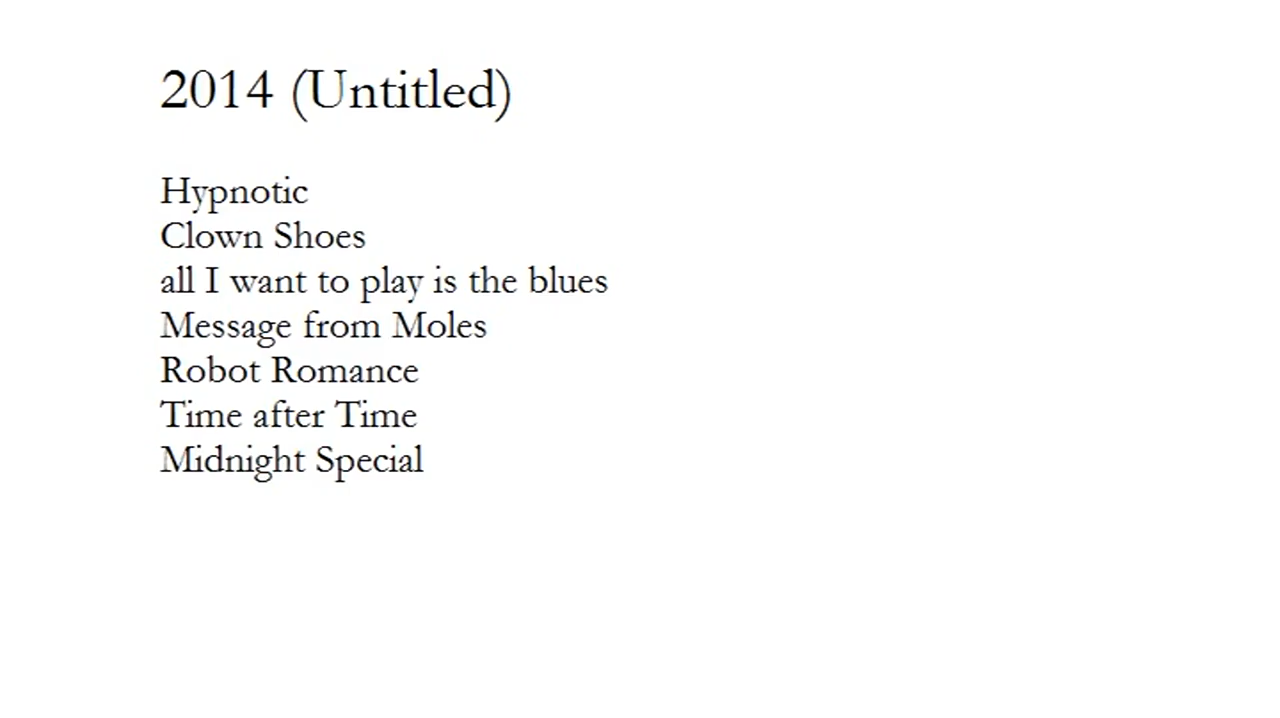 2014 (Untitled)
Hypnotic
Clown Shoes
all I want to play is the blues
Message from Moles
Robot Romance
Time after Time
Midnight Special